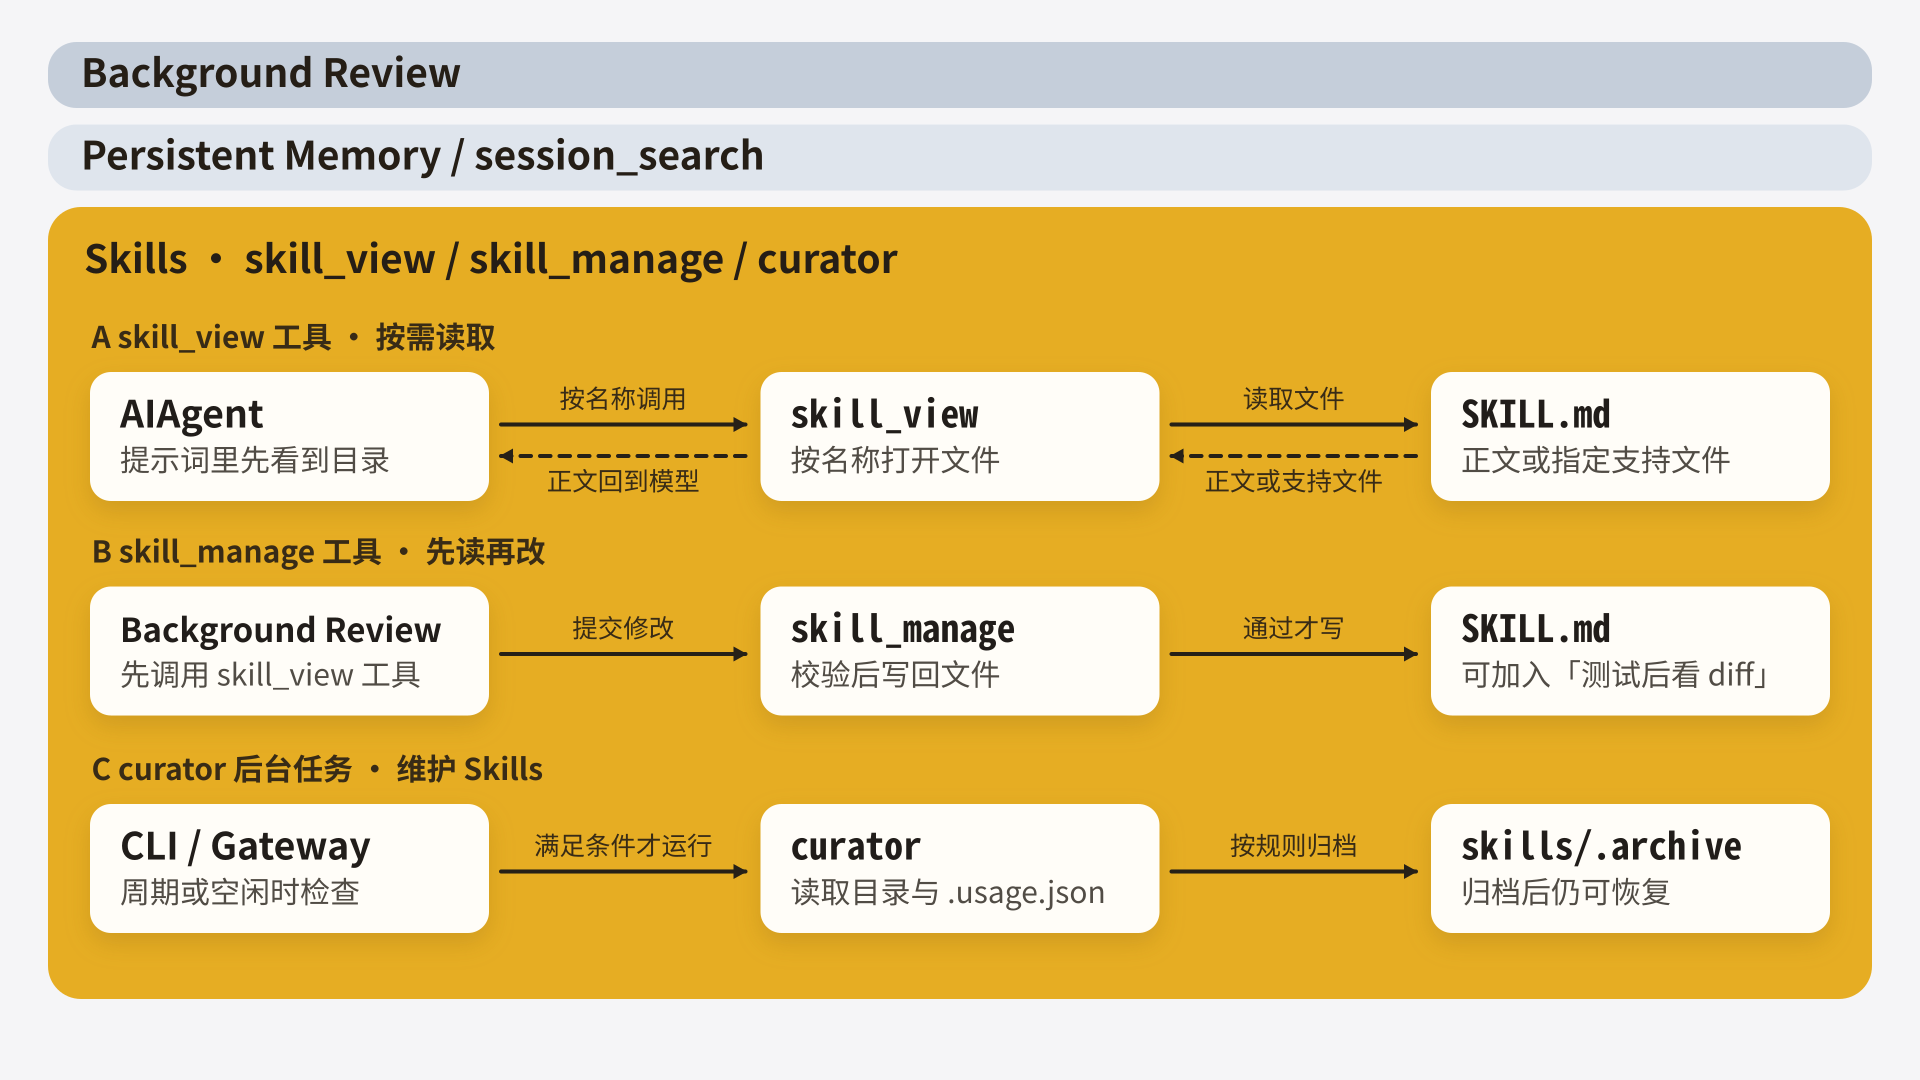 Background Review
Persistent Memory / session_search
Skills · skill_view / skill_manage / curator
A skill_view 工具 · 按需读取
AIAgent
提示词里先看到目录
按名称调用
正文回到模型
skill_view
按名称打开文件
读取文件
正文或支持文件
SKILL.md
正文或指定支持文件
B skill_manage 工具 · 先读再改
Background Review
先调用 skill_view 工具
提交修改
skill_manage
校验后写回文件
通过才写
SKILL.md
可加入「测试后看 diff」
C curator 后台任务 · 维护 Skills
CLI / Gateway
周期或空闲时检查
满足条件才运行
curator
读取目录与 .usage.json
按规则归档
skills/.archive
归档后仍可恢复